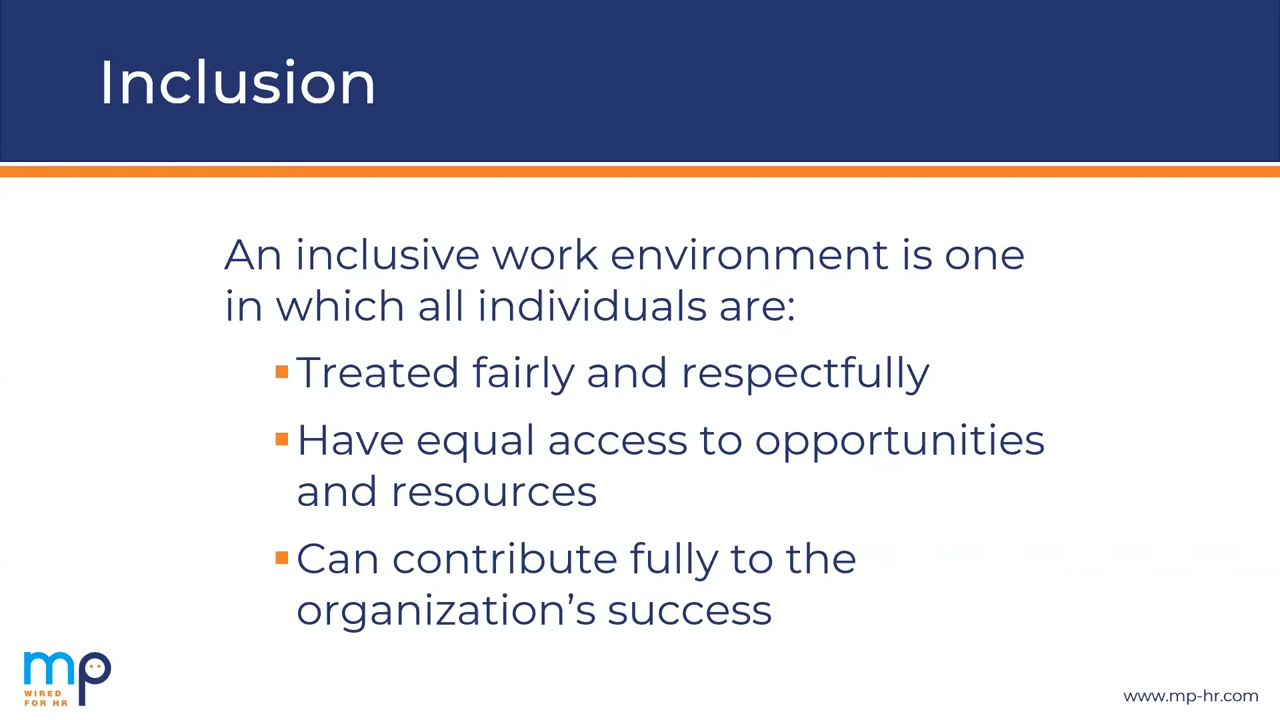 Inclusion
An inclusive work environment is one
in which all individuals are:
▪Treated fairly and respectfully
▪Have equal access to opportunities
and resources
▪Can contribute fully to the
organization’s success
mp
WIRED
FOR HR
www.mp-hr.com